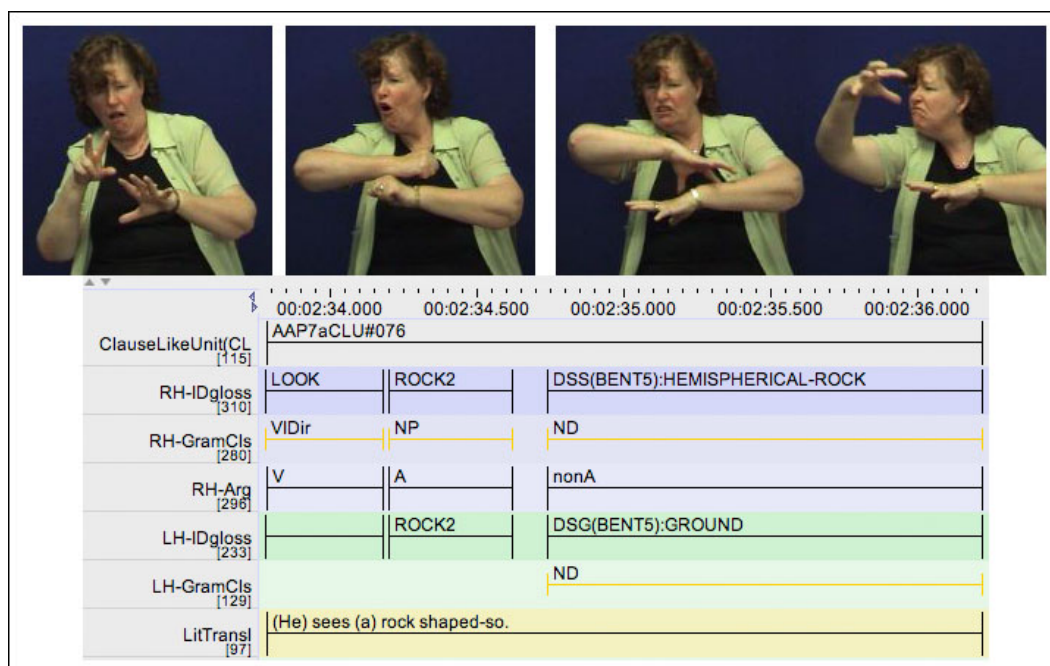 00:02:34.000 00:02:34.500 00:02:35.000 00:02:35.500 00:02:36.000
ClauseLikeUnit(CL [115] AAP7aCLU#076
RH-IDgloss [310] LOOK ROCK2 DSS(BENT5):HEMISPHERICAL-ROCK
RH-GramCls [280] VIDir NP ND
RH-Arg [296] V A nonA
LH-IDgloss [233] ROCK2 DSG(BENT5):GROUND
LH-GramCls [129] ND
LitTransl [97] (He) sees (a) rock shaped-so.